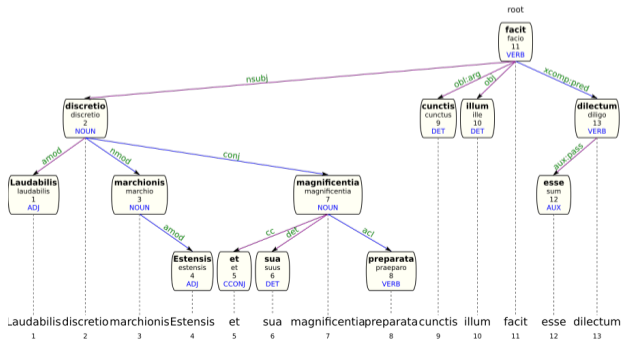 root
facit
facio
11
VERB
nsubj
obl:arg
obj
xcomp:pred
discretio
discretio
2
NOUN
cunctis
cunctus
9
DET
illum
ille
10
DET
dilectum
diligo
13
VERB
amod
nmod
conj
aux:pass
Laudabilis
laudabilis
1
ADJ
marchionis
marchio
3
NOUN
magnificentia
magnificentia
7
NOUN
esse
sum
12
AUX
amod
cc
det
acl
Estensis
estensis
4
ADJ
et
et
5
CCONJ
sua
suus
6
DET
preparata
praeparo
8
VERB
Laudabilis discretio marchionis Estensis et sua magnificentia preparata cunctis illum facit esse dilectum
1 2 3 4 5 6 7 8 9 10 11 12 13